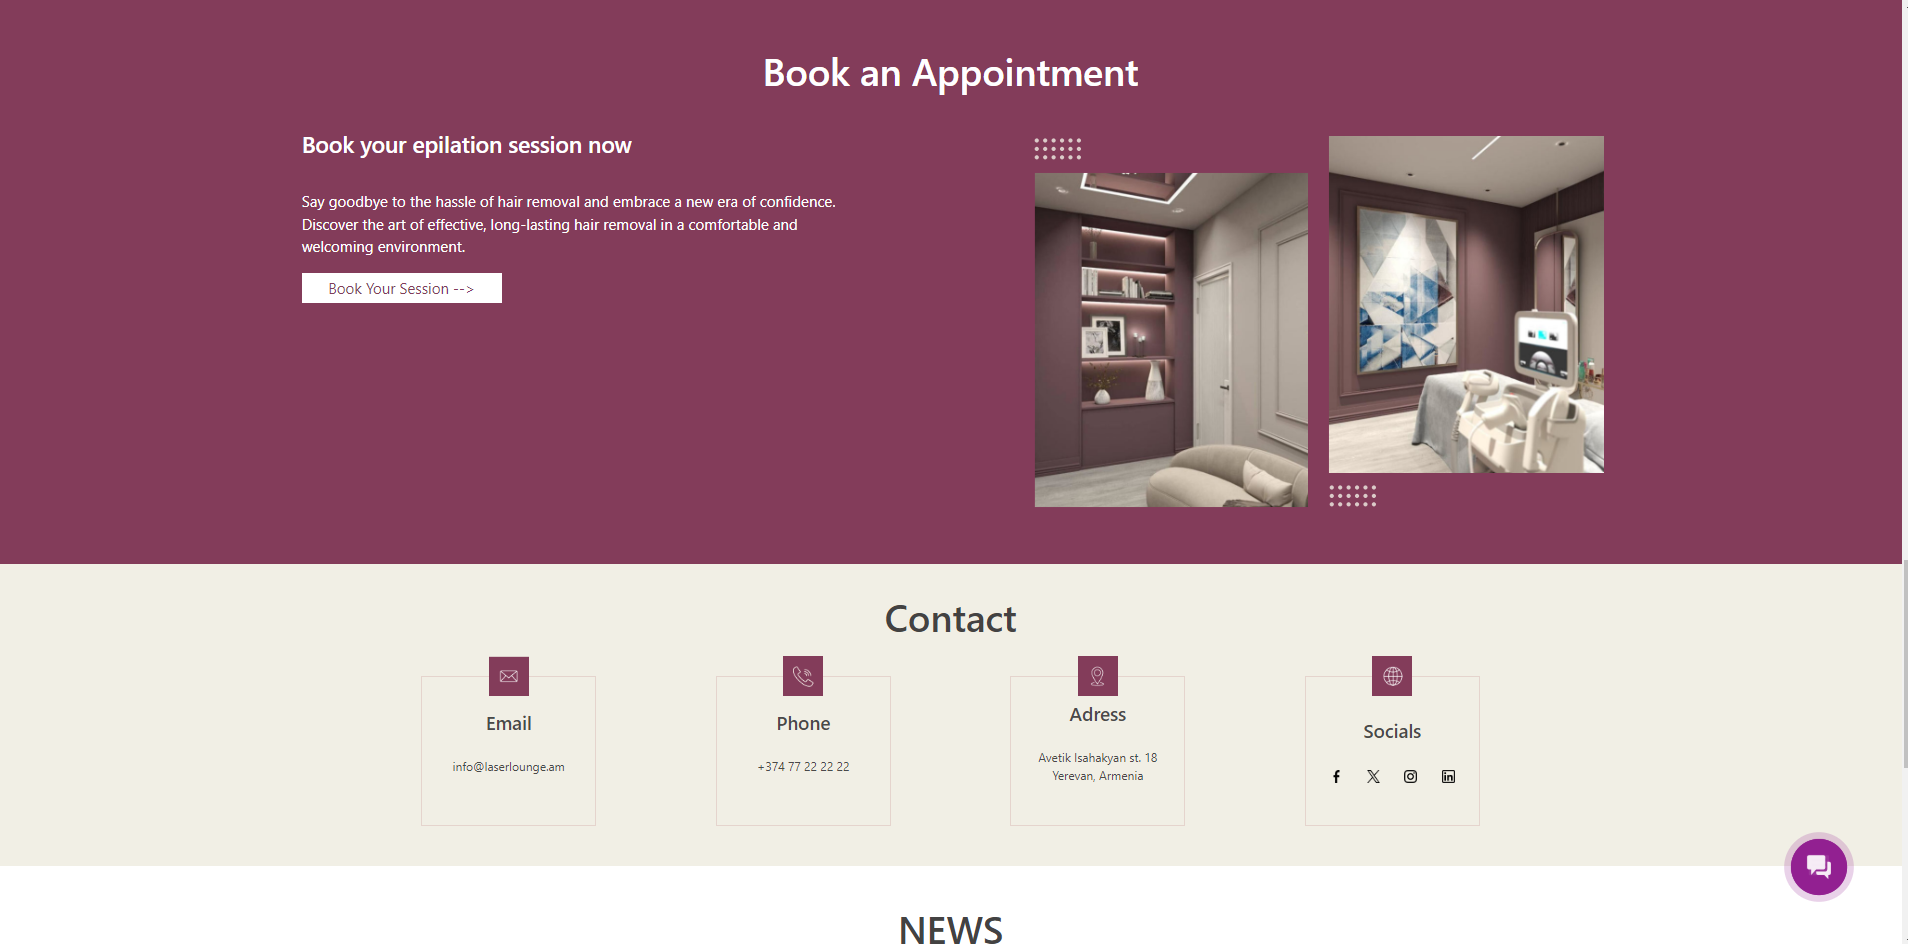 Book an Appointment
Book your epilation session now
Say goodbye to the hassle of hair removal and embrace a new era of confidence.
Discover the art of effective, long-lasting hair removal in a comfortable and
welcoming environment.
Book Your Session -->
Contact
Email
info@laserlounge.am
Phone
+374 77 22 22 22
Adress
Avetik Isahakyan st. 18
Yerevan, Armenia
Socials
NEWS